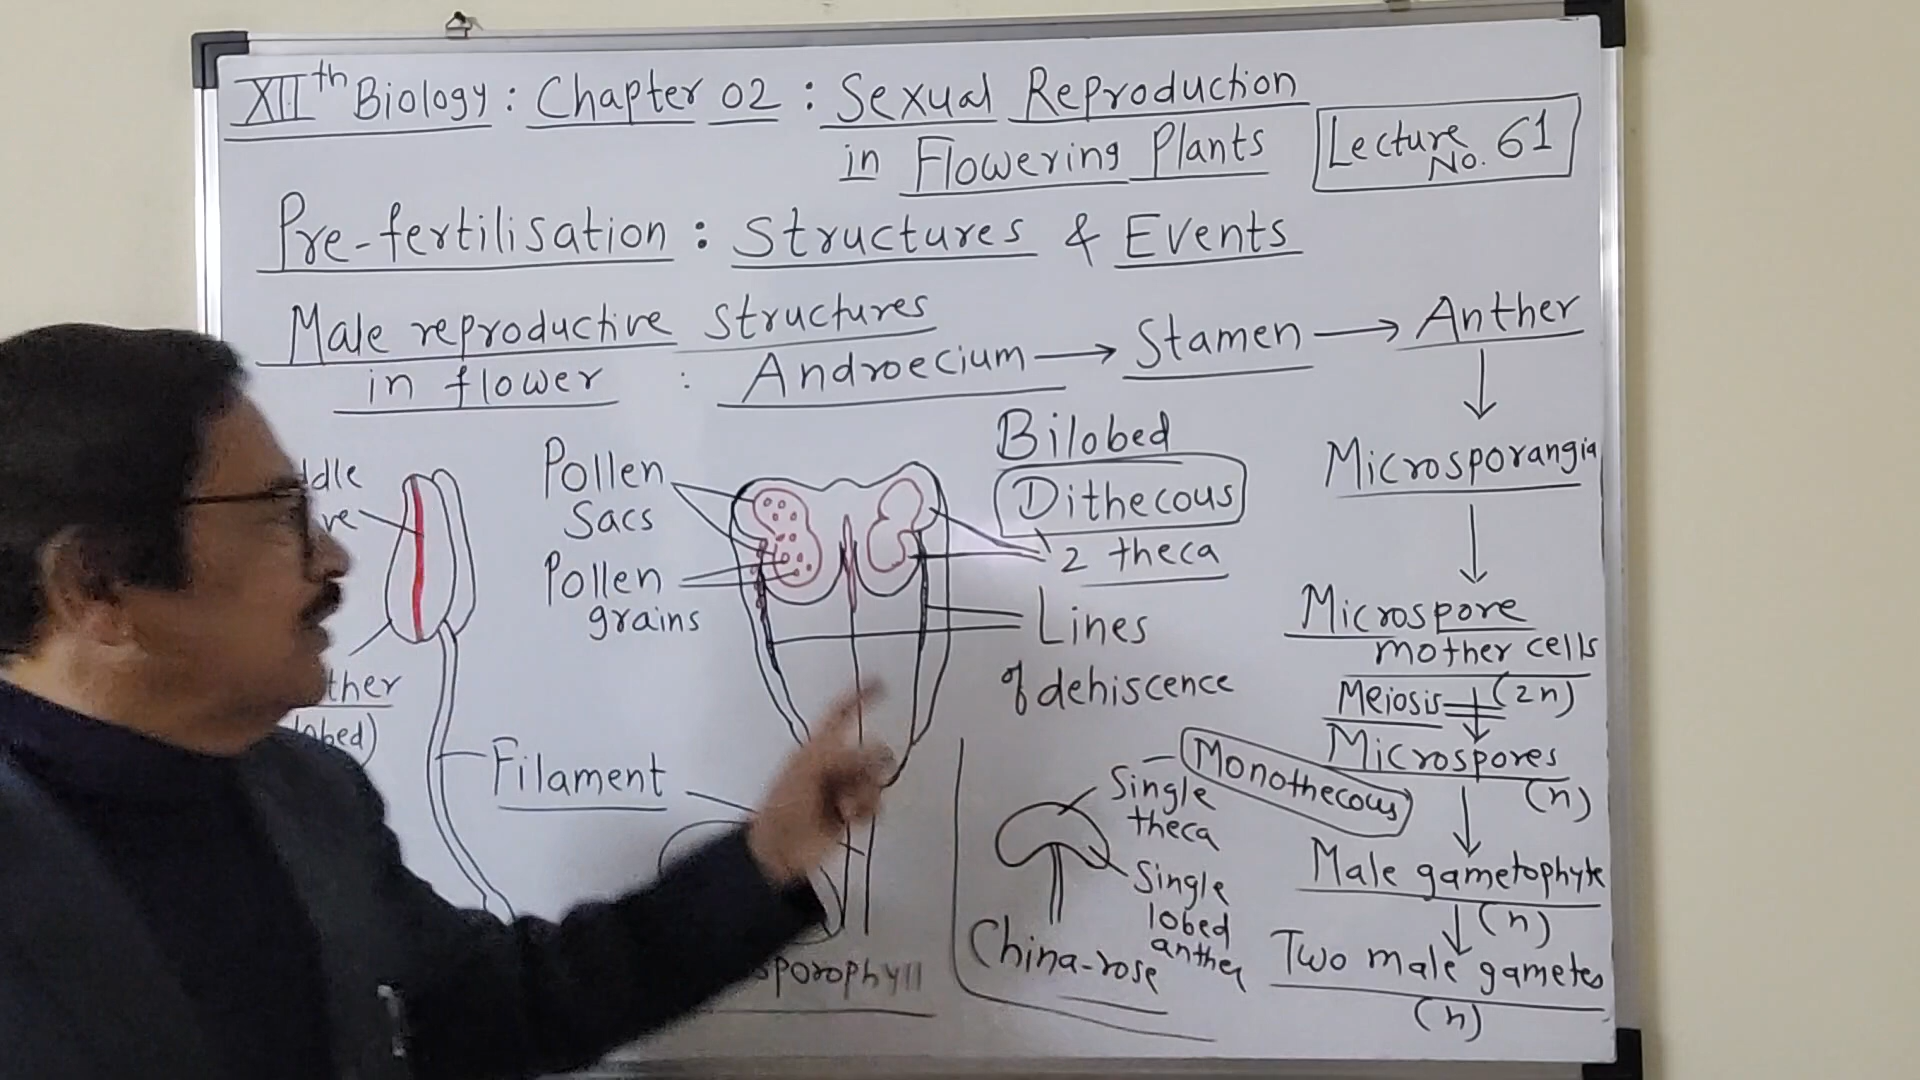 XIIth Biology : Chapter 02 : Sexual Reproduction
in Flowering Plants
Lecture No. 61
Pre-fertilisation : Structures & Events
Male reproductive structures
in flower : Androecium → Stamen → Anther
Microsporangia
Microspore
mother cells
(2n)
Meiosis
Microspores
(n)
Male gametophyte
(n)
Two male gametes
(n)
Pollen
Sacs
Pollen
grains
Filament
Bilobed
Dithecous
2 theca
Lines
of dehiscence
Monothecous
Single
theca
Single
lobed
anther
China-rose